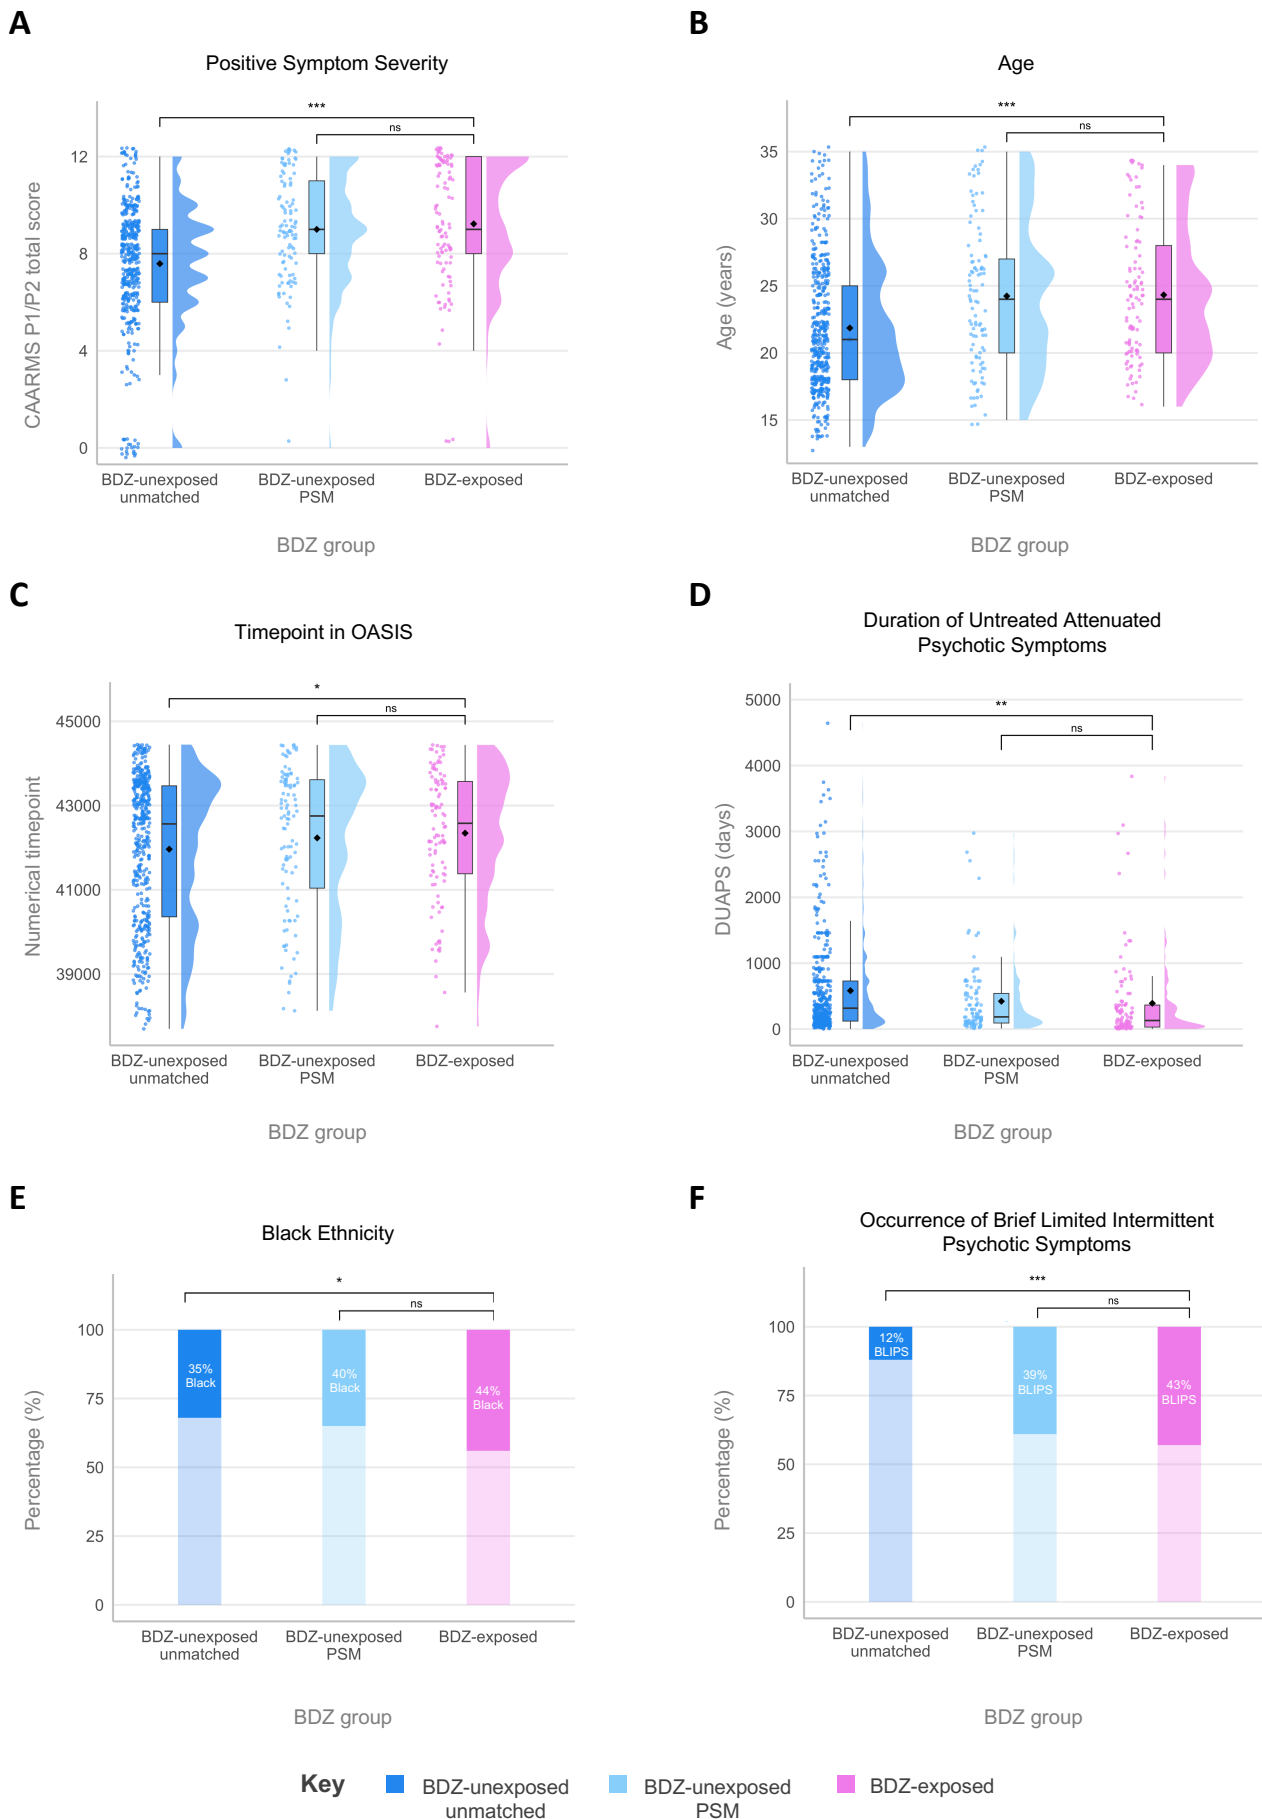 A
Positive Symptom Severity
***
ns
CAARMS P1/P2 total score
12
8
4
0
BDZ-unexposed
unmatched
BDZ-unexposed
PSM
BDZ-exposed
BDZ group
B
Age
***
ns
Age (years)
35
30
25
20
15
BDZ-unexposed
unmatched
BDZ-unexposed
PSM
BDZ-exposed
BDZ group
C
Timepoint in OASIS
*
ns
Numerical timepoint
45000
43000
41000
39000
BDZ-unexposed
unmatched
BDZ-unexposed
PSM
BDZ-exposed
BDZ group
D
Duration of Untreated Attenuated
Psychotic Symptoms
**
ns
DUAPS (days)
5000
4000
3000
2000
1000
0
BDZ-unexposed
unmatched
BDZ-unexposed
PSM
BDZ-exposed
BDZ group
E
Black Ethnicity
*
ns
Percentage (%)
100
75
50
25
0
35%
Black
40%
Black
44%
Black
BDZ-unexposed
unmatched
BDZ-unexposed
PSM
BDZ-exposed
BDZ group
F
Occurrence of Brief Limited Intermittent
Psychotic Symptoms
***
ns
Percentage (%)
100
75
50
25
0
12%
BLIPS
39%
BLIPS
43%
BLIPS
BDZ-unexposed
unmatched
BDZ-unexposed
PSM
BDZ-exposed
BDZ group
Key
BDZ-unexposed
unmatched
BDZ-unexposed
PSM
BDZ-exposed